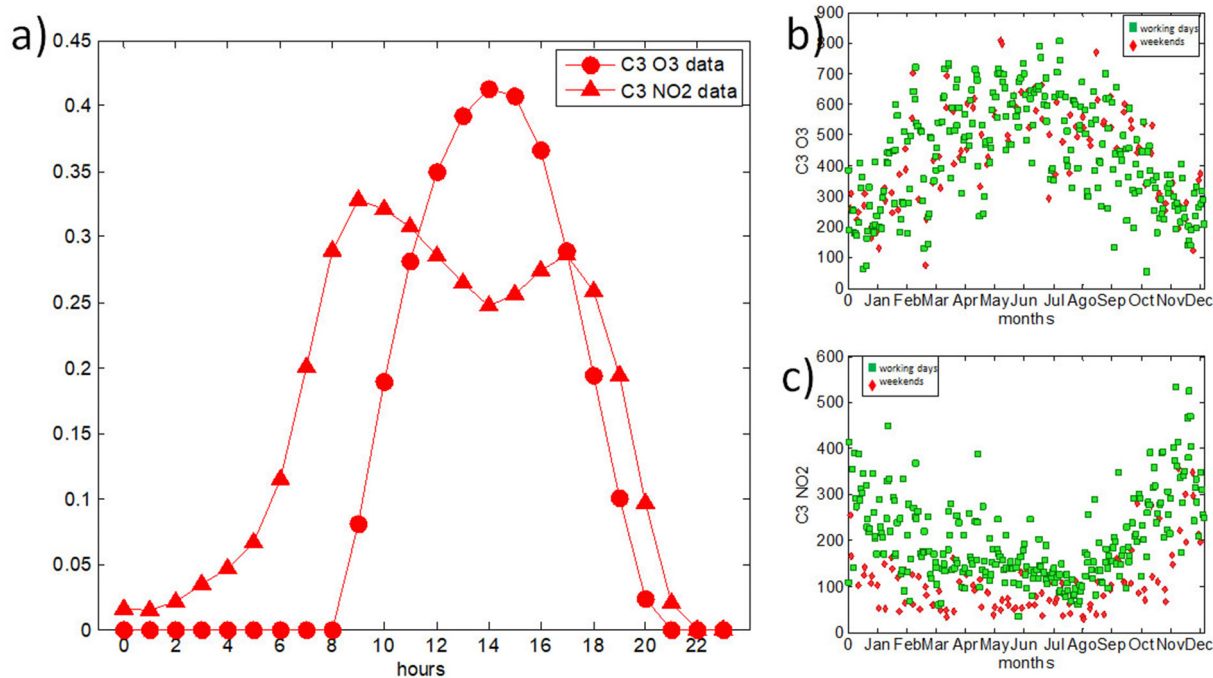 a)
0.45
0.4
0.35
0.3
0.25
0.2
0.15
0.1
0.05
0
C3 O3 data
C3 NO2 data
0 2 4 6 8 10 12 14 16 18 20 22
hours
b)
C3 O3
900
800
700
600
500
400
300
200
100
0
working days
weekends
0 Jan Feb Mar Apr May Jun Jul Ago Sep Oct Nov Dec
months
c)
C3 NO2
600
500
400
300
200
100
0
working days
weekends
0 Jan Feb Mar Apr May Jun Jul Ago Sep Oct Nov Dec
months